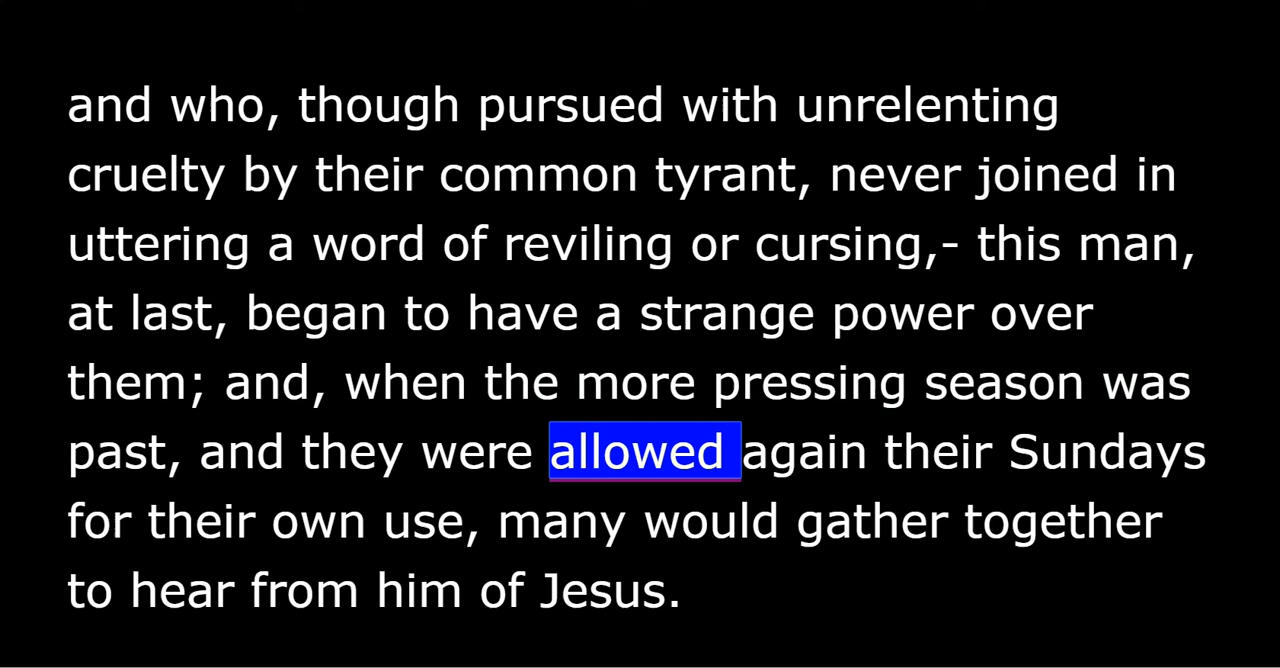 and who, though pursued with unrelenting
cruelty by their common tyrant, never joined in
uttering a word of reviling or cursing,- this man,
at last, began to have a strange power over
them; and, when the more pressing season was
past, and they were allowed again their Sundays
for their own use, many would gather together
to hear from him of Jesus.